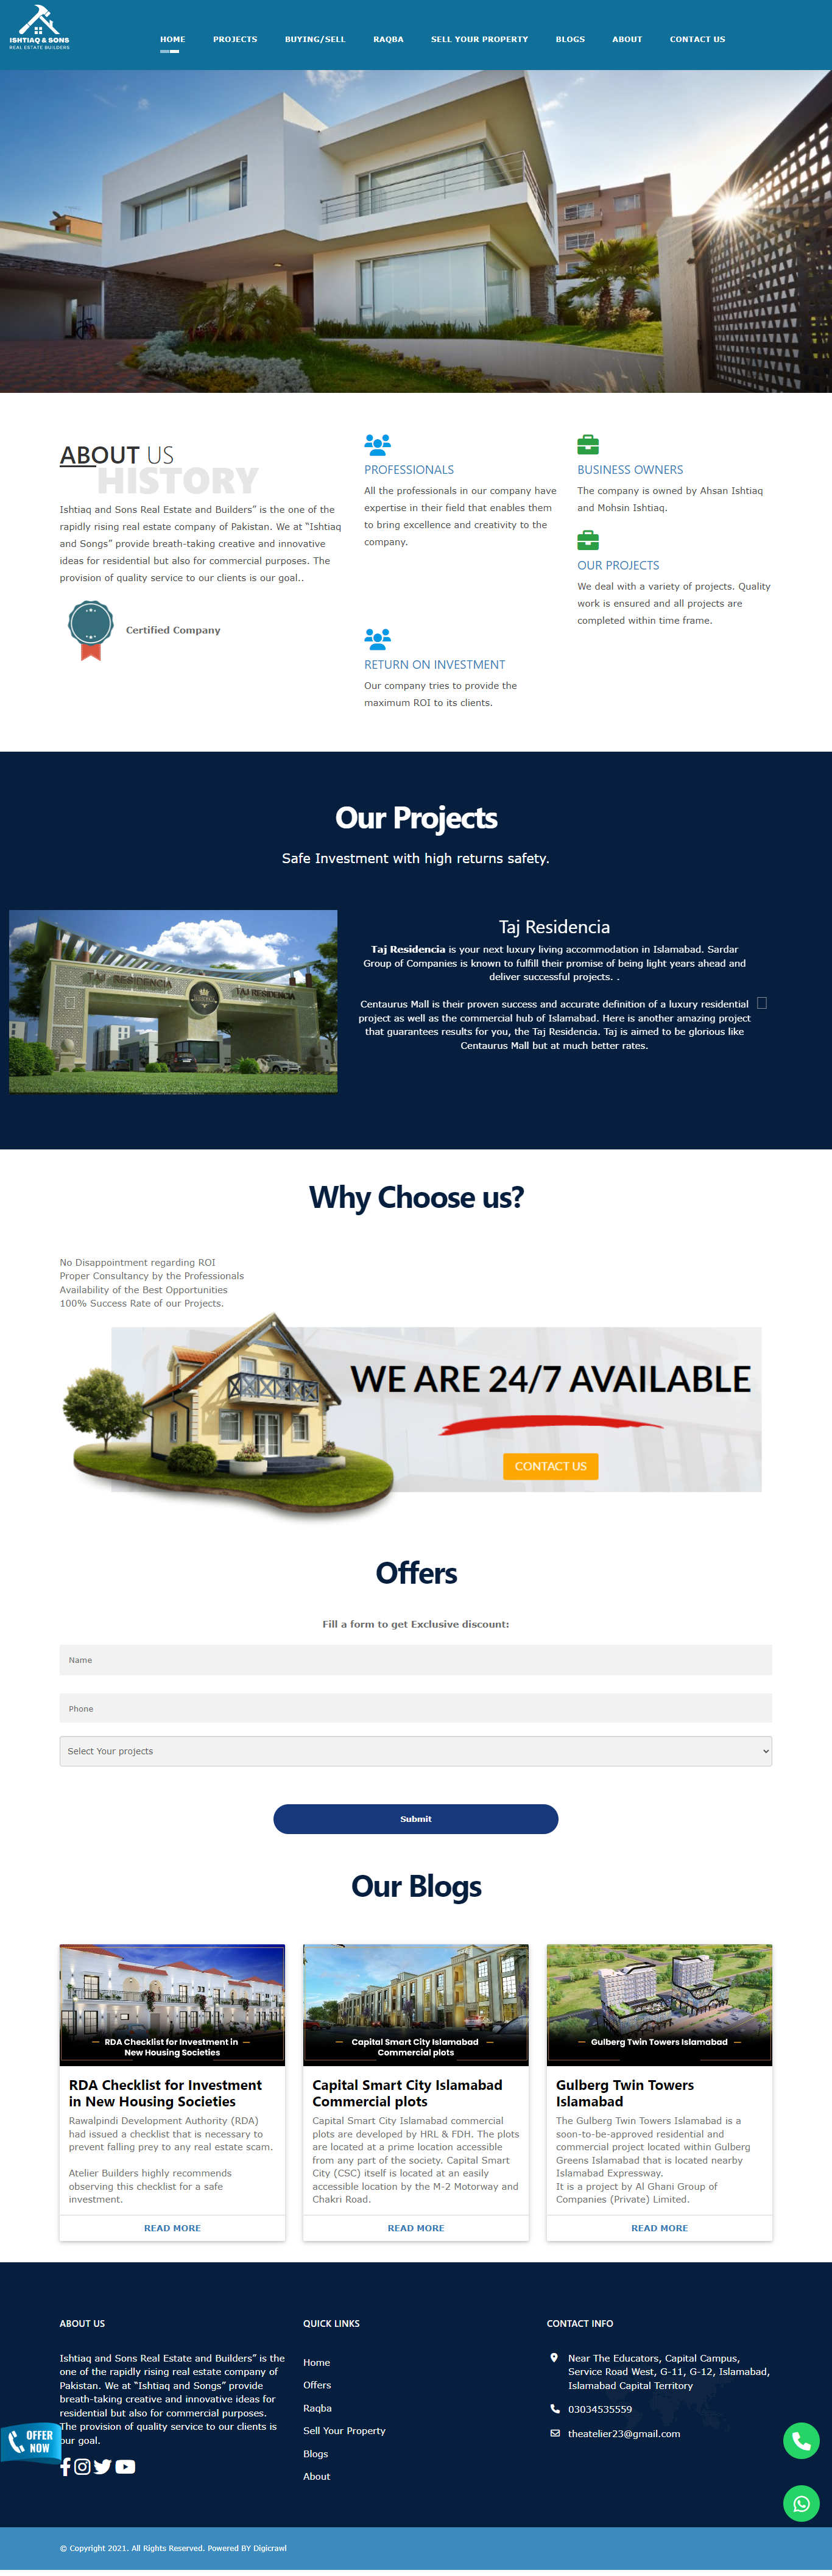 ISHTIAQ & SONS
REAL ESTATE BUILDERS
HOME PROJECTS BUYING/SELL RAQBA SELL YOUR PROPERTY BLOGS ABOUT CONTACT US
ABOUT US
HISTORY
Ishtiaq and Sons Real Estate and Builders” is the one of the
rapidly rising real estate company of Pakistan. We at “Ishtiaq
and Songs” provide breath-taking creative and innovative
ideas for residential but also for commercial purposes. The
provision of quality service to our clients is our goal..
Certified Company
PROFESSIONALS
All the professionals in our company have
expertise in their field that enables them
to bring excellence and creativity to the
company.
RETURN ON INVESTMENT
Our company tries to provide the
maximum ROI to its clients.
BUSINESS OWNERS
The company is owned by Ahsan Ishtiaq
and Mohsin Ishtiaq.
OUR PROJECTS
We deal with a variety of projects. Quality
work is ensured and all projects are
completed within time frame.
Our Projects
Safe Investment with high returns safety.
TAJ RESIDENCIA
TAJ RESIDENCIA
Taj Residencia
Taj Residencia is your next luxury living accommodation in Islamabad. Sardar
Group of Companies is known to fulfill their promise of being light years ahead and
deliver successful projects. .
Centaurus Mall is their proven success and accurate definition of a luxury residential
project as well as the commercial hub of Islamabad. Here is another amazing project
that guarantees results for you, the Taj Residencia. Taj is aimed to be glorious like
Centaurus Mall but at much better rates.
Why Choose us?
No Disappointment regarding ROI
Proper Consultancy by the Professionals
Availability of the Best Opportunities
100% Success Rate of our Projects.
WE ARE 24/7 AVAILABLE
CONTACT US
Offers
Fill a form to get Exclusive discount:
Name
Phone
Select Your projects
Submit
Our Blogs
RDA Checklist for Investment in
New Housing Societies
RDA Checklist for Investment
in New Housing Societies
Rawalpindi Development Authority (RDA)
had issued a checklist that is necessary to
prevent falling prey to any real estate scam.
Atelier Builders highly recommends
observing this checklist for a safe
investment.
READ MORE
Capital Smart City Islamabad
Commercial plots
Capital Smart City Islamabad
Commercial plots
Capital Smart City Islamabad commercial
plots are developed by HRL & FDH. The plots
are located at a prime location accessible
from any part of the society. Capital Smart
City (CSC) itself is located at an easily
accessible location by the M-2 Motorway and
Chakri Road.
READ MORE
Gulberg Twin Towers Islamabad
Gulberg Twin Towers
Islamabad
The Gulberg Twin Towers Islamabad is a
soon-to-be-approved residential and
commercial project located within Gulberg
Greens Islamabad that is located nearby
Islamabad Expressway.
It is a project by Al Ghani Group of
Companies (Private) Limited.
READ MORE
ABOUT US
Ishtiaq and Sons Real Estate and Builders” is the
one of the rapidly rising real estate company of
Pakistan. We at “Ishtiaq and Songs” provide
breath-taking creative and innovative ideas for
residential but also for commercial purposes.
The provision of quality service to our clients is
our goal.
OFFER
NOW
QUICK LINKS
Home
Offers
Raqba
Sell Your Property
Blogs
About
CONTACT INFO
Near The Educators, Capital Campus,
Service Road West, G-11, G-12, Islamabad,
Islamabad Capital Territory
03034535559
theatelier23@gmail.com
© Copyright 2021. All Rights Reserved. Powered BY Digicrawl